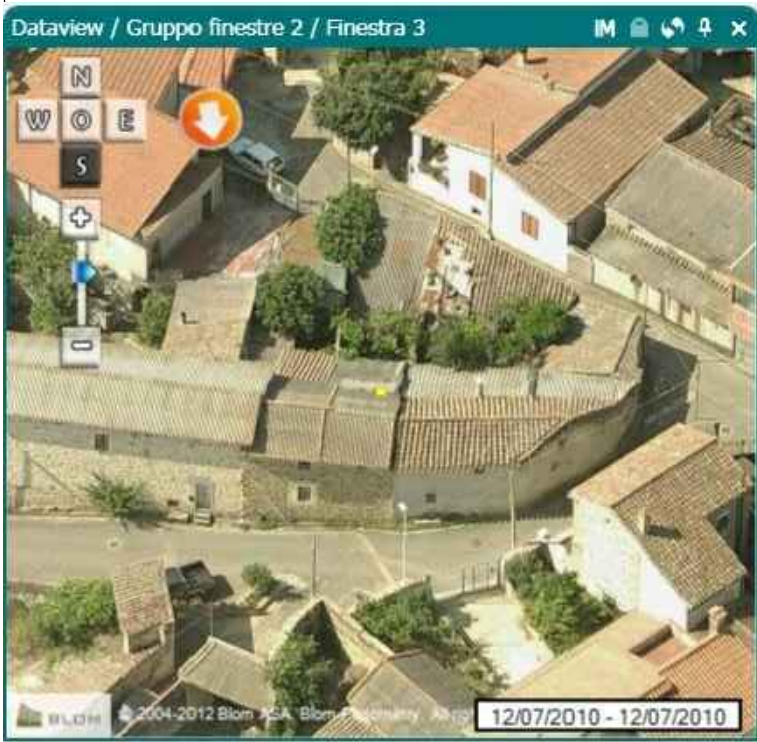 Dataview / Gruppo finestre 2 / Finestra 3
IM
N
W O E
S
BLOM
© 2004-2012 Blom ASA. Blom
12/07/2010 - 12/07/2010